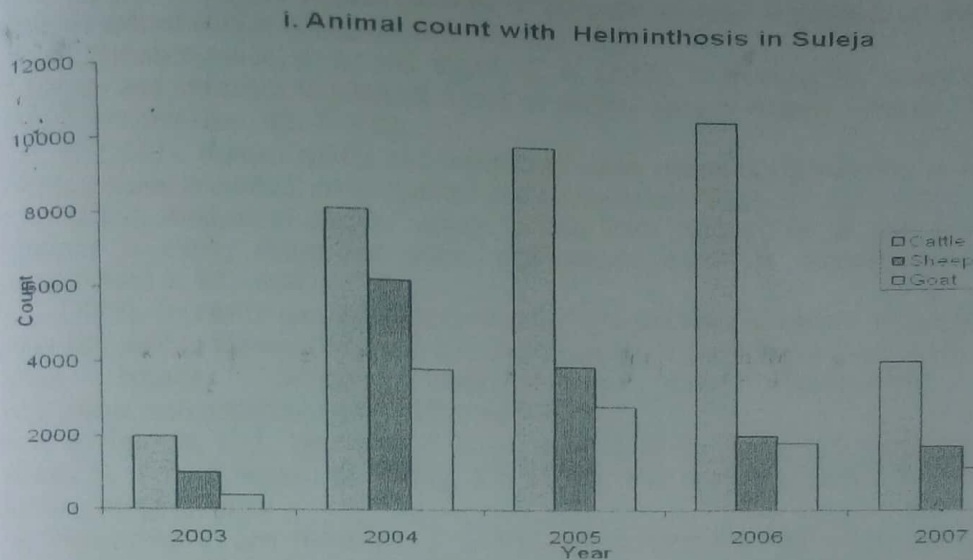 i. Animal count with Helminthosis in Suleja
12000
10000
8000
6000
4000
2000
0
Count
Cattle
Sheep
Goat
2003
2004
2005
2006
2007
Year